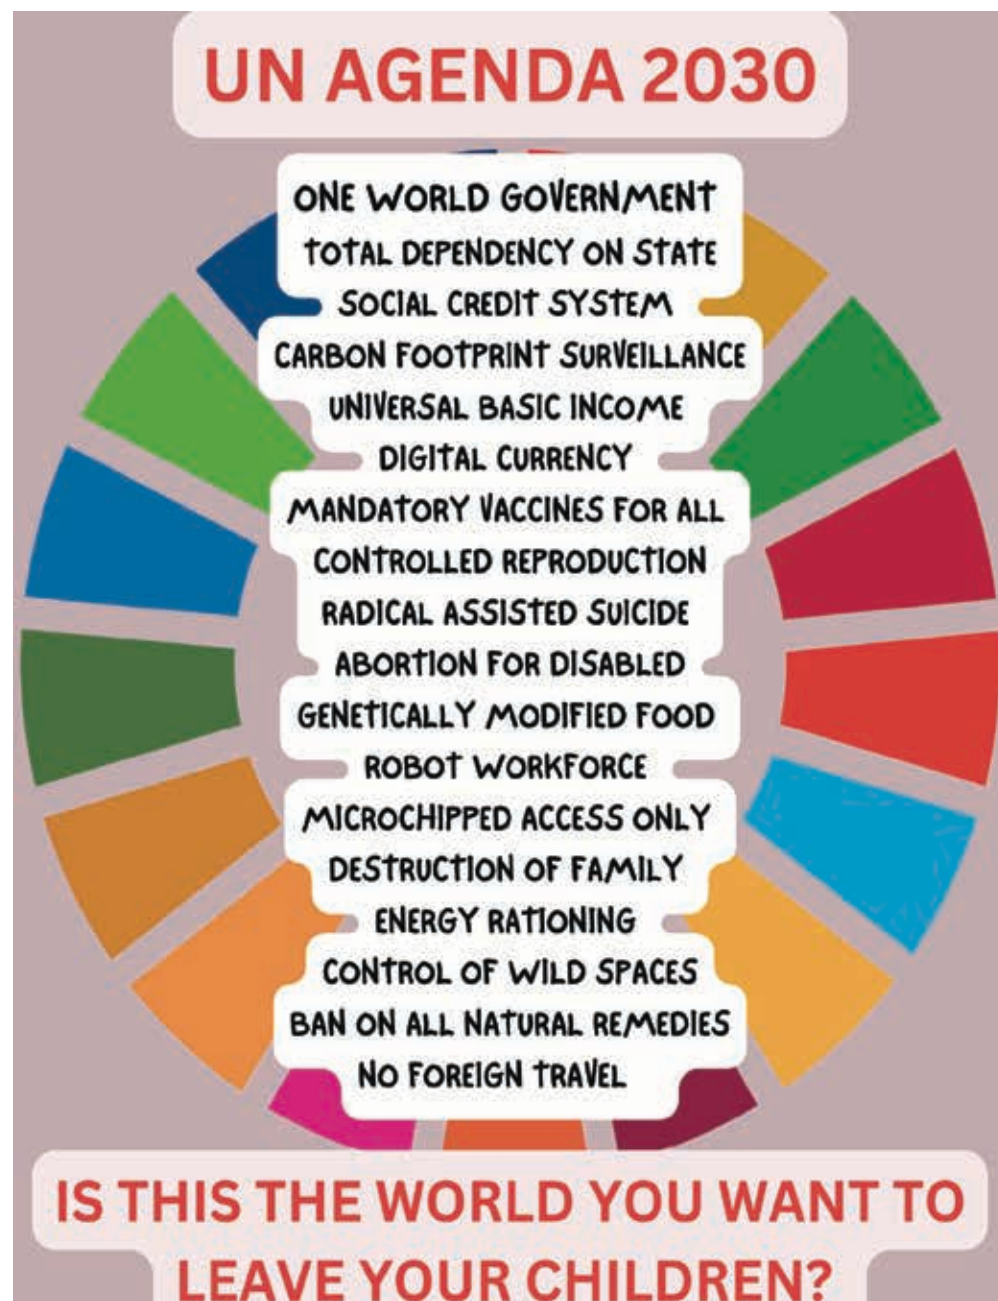 UN AGENDA 2030
ONE WORLD GOVERNMENT
TOTAL DEPENDENCY ON STATE
SOCIAL CREDIT SYSTEM
CARBON FOOTPRINT SURVEILLANCE
UNIVERSAL BASIC INCOME
DIGITAL CURRENCY
MANDATORY VACCINES FOR ALL
CONTROLLED REPRODUCTION
RADICAL ASSISTED SUICIDE
ABORTION FOR DISABLED
GENETICALLY MODIFIED FOOD
ROBOT WORKFORCE
MICROCHIPPED ACCESS ONLY
DESTRUCTION OF FAMILY
ENERGY RATIONING
CONTROL OF WILD SPACES
BAN ON ALL NATURAL REMEDIES
NO FOREIGN TRAVEL
IS THIS THE WORLD YOU WANT TO
LEAVE YOUR CHILDREN?